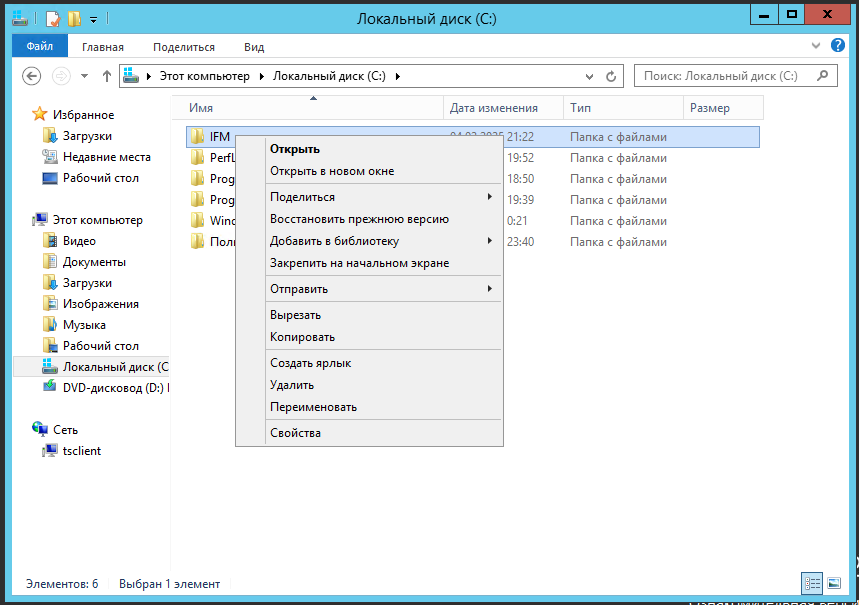 Локальный диск (C:)
Файл
Главная
Поделиться
Вид
Этот компьютер
Локальный диск (C:)
Поиск: Локальный диск (C:)
Имя
Дата изменения
Тип
Размер
Избранное
Загрузки
Недавние места
Рабочий стол
Этот компьютер
Видео
Документы
Загрузки
Изображения
Музыка
Рабочий стол
Локальный диск (C
DVD-дисковод (D:)
Сеть
tsclient
IFM 21:22 Папка с файлами
PerfL 19:52 Папка с файлами
Prog 18:50 Папка с файлами
Prog 19:39 Папка с файлами
Wind 0:21 Папка с файлами
Поль 23:40 Папка с файлами
Открыть
Открыть в новом окне
Поделиться
Восстановить прежнюю версию
Добавить в библиотеку
Закрепить на начальном экране
Отправить
Вырезать
Копировать
Создать ярлык
Удалить
Переименовать
Свойства
Элементов: 6
Выбран 1 элемент